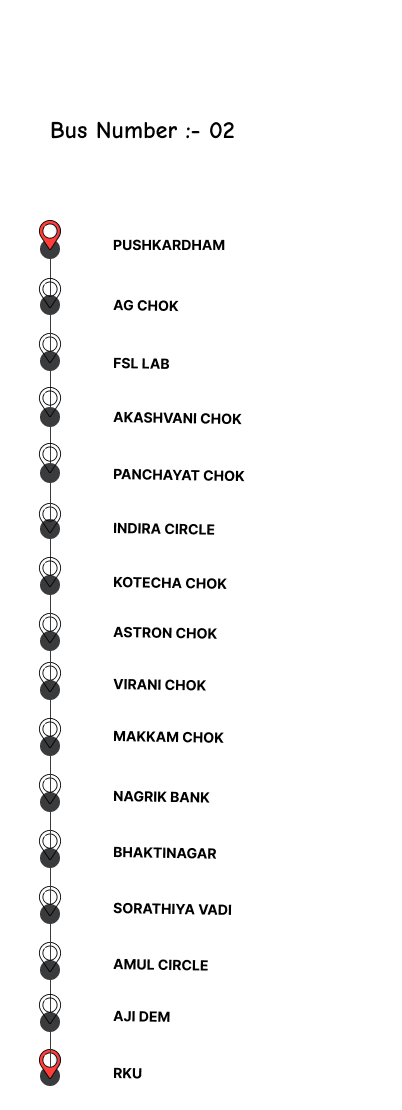 Bus Number :- 02
PUSHKARDHAM
AG CHOK
FSL LAB
AKASHVANI CHOK
PANCHAYAT CHOK
INDIRA CIRCLE
KOTECHA CHOK
ASTRON CHOK
VIRANI CHOK
MAKKAM CHOK
NAGRIK BANK
BHAKTINAGAR
SORATHIYA VADI
AMUL CIRCLE
AJI DEM
RKU